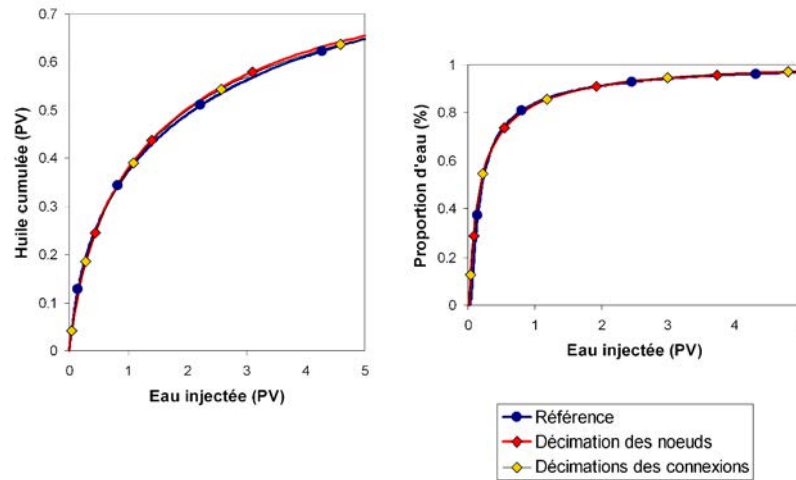 0.7
0.6
0.5
0.4
0.3
0.2
0.1
0
Huile cumulée (PV)
0 1 2 3 4 5
Eau injectée (PV)
1
0.8
0.6
0.4
0.2
0
Proportion d'eau (%)
0 1 2 3 4
Eau injectée (PV)
Référence
Décimation des noeuds
Décimations des connexions